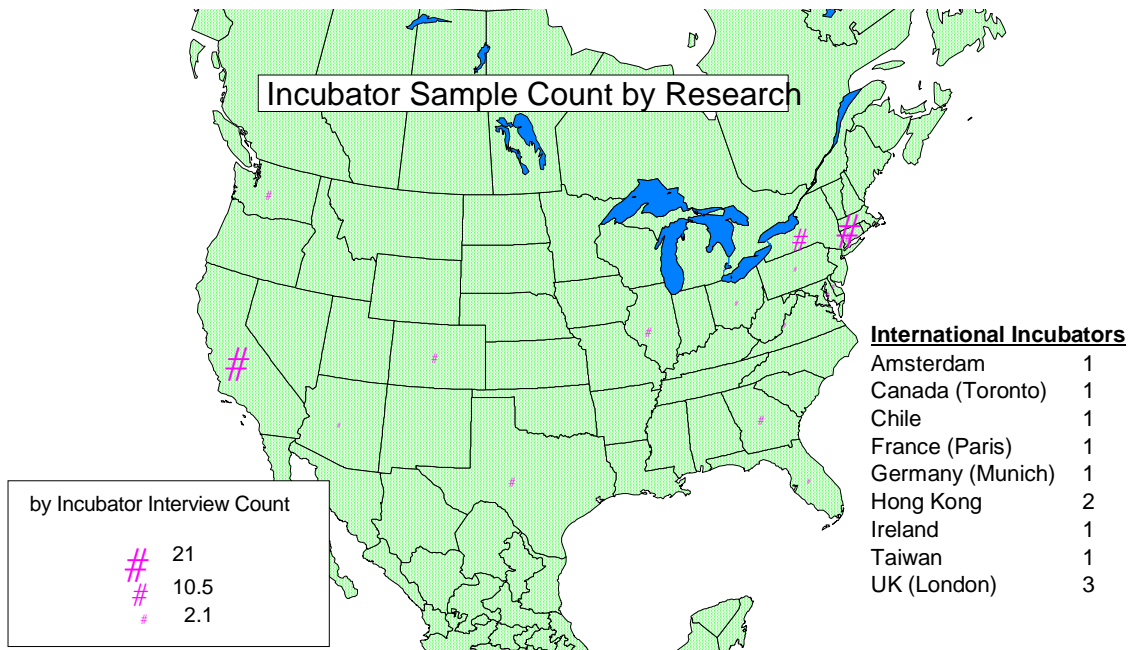 Incubator Sample Count by Research
International Incubators
Amsterdam 1
Canada (Toronto) 1
Chile 1
France (Paris) 1
Germany (Munich) 1
Hong Kong 2
Ireland 1
Taiwan 1
UK (London) 3
by Incubator Interview Count
# 21
# 10.5
# 2.1